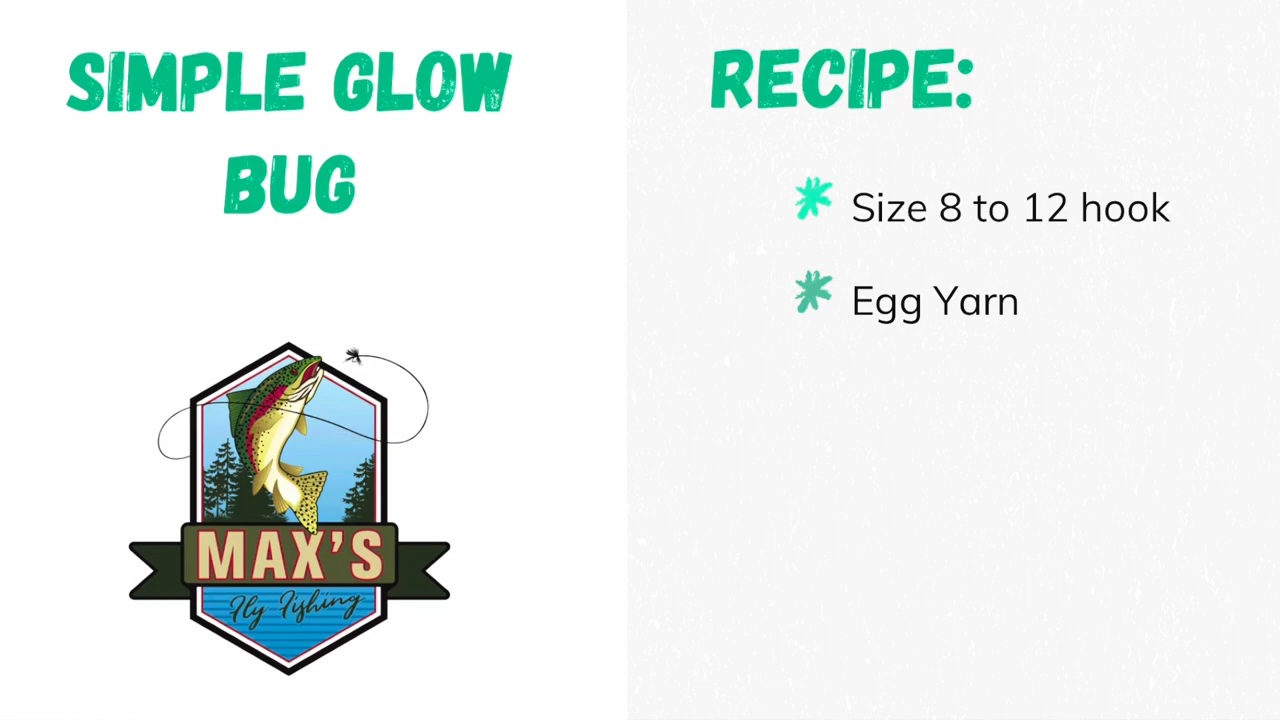 SIMPLE GLOW
BUG
RECIPE:
Size 8 to 12 hook
Egg Yarn
MAX'S
Fly Fishing